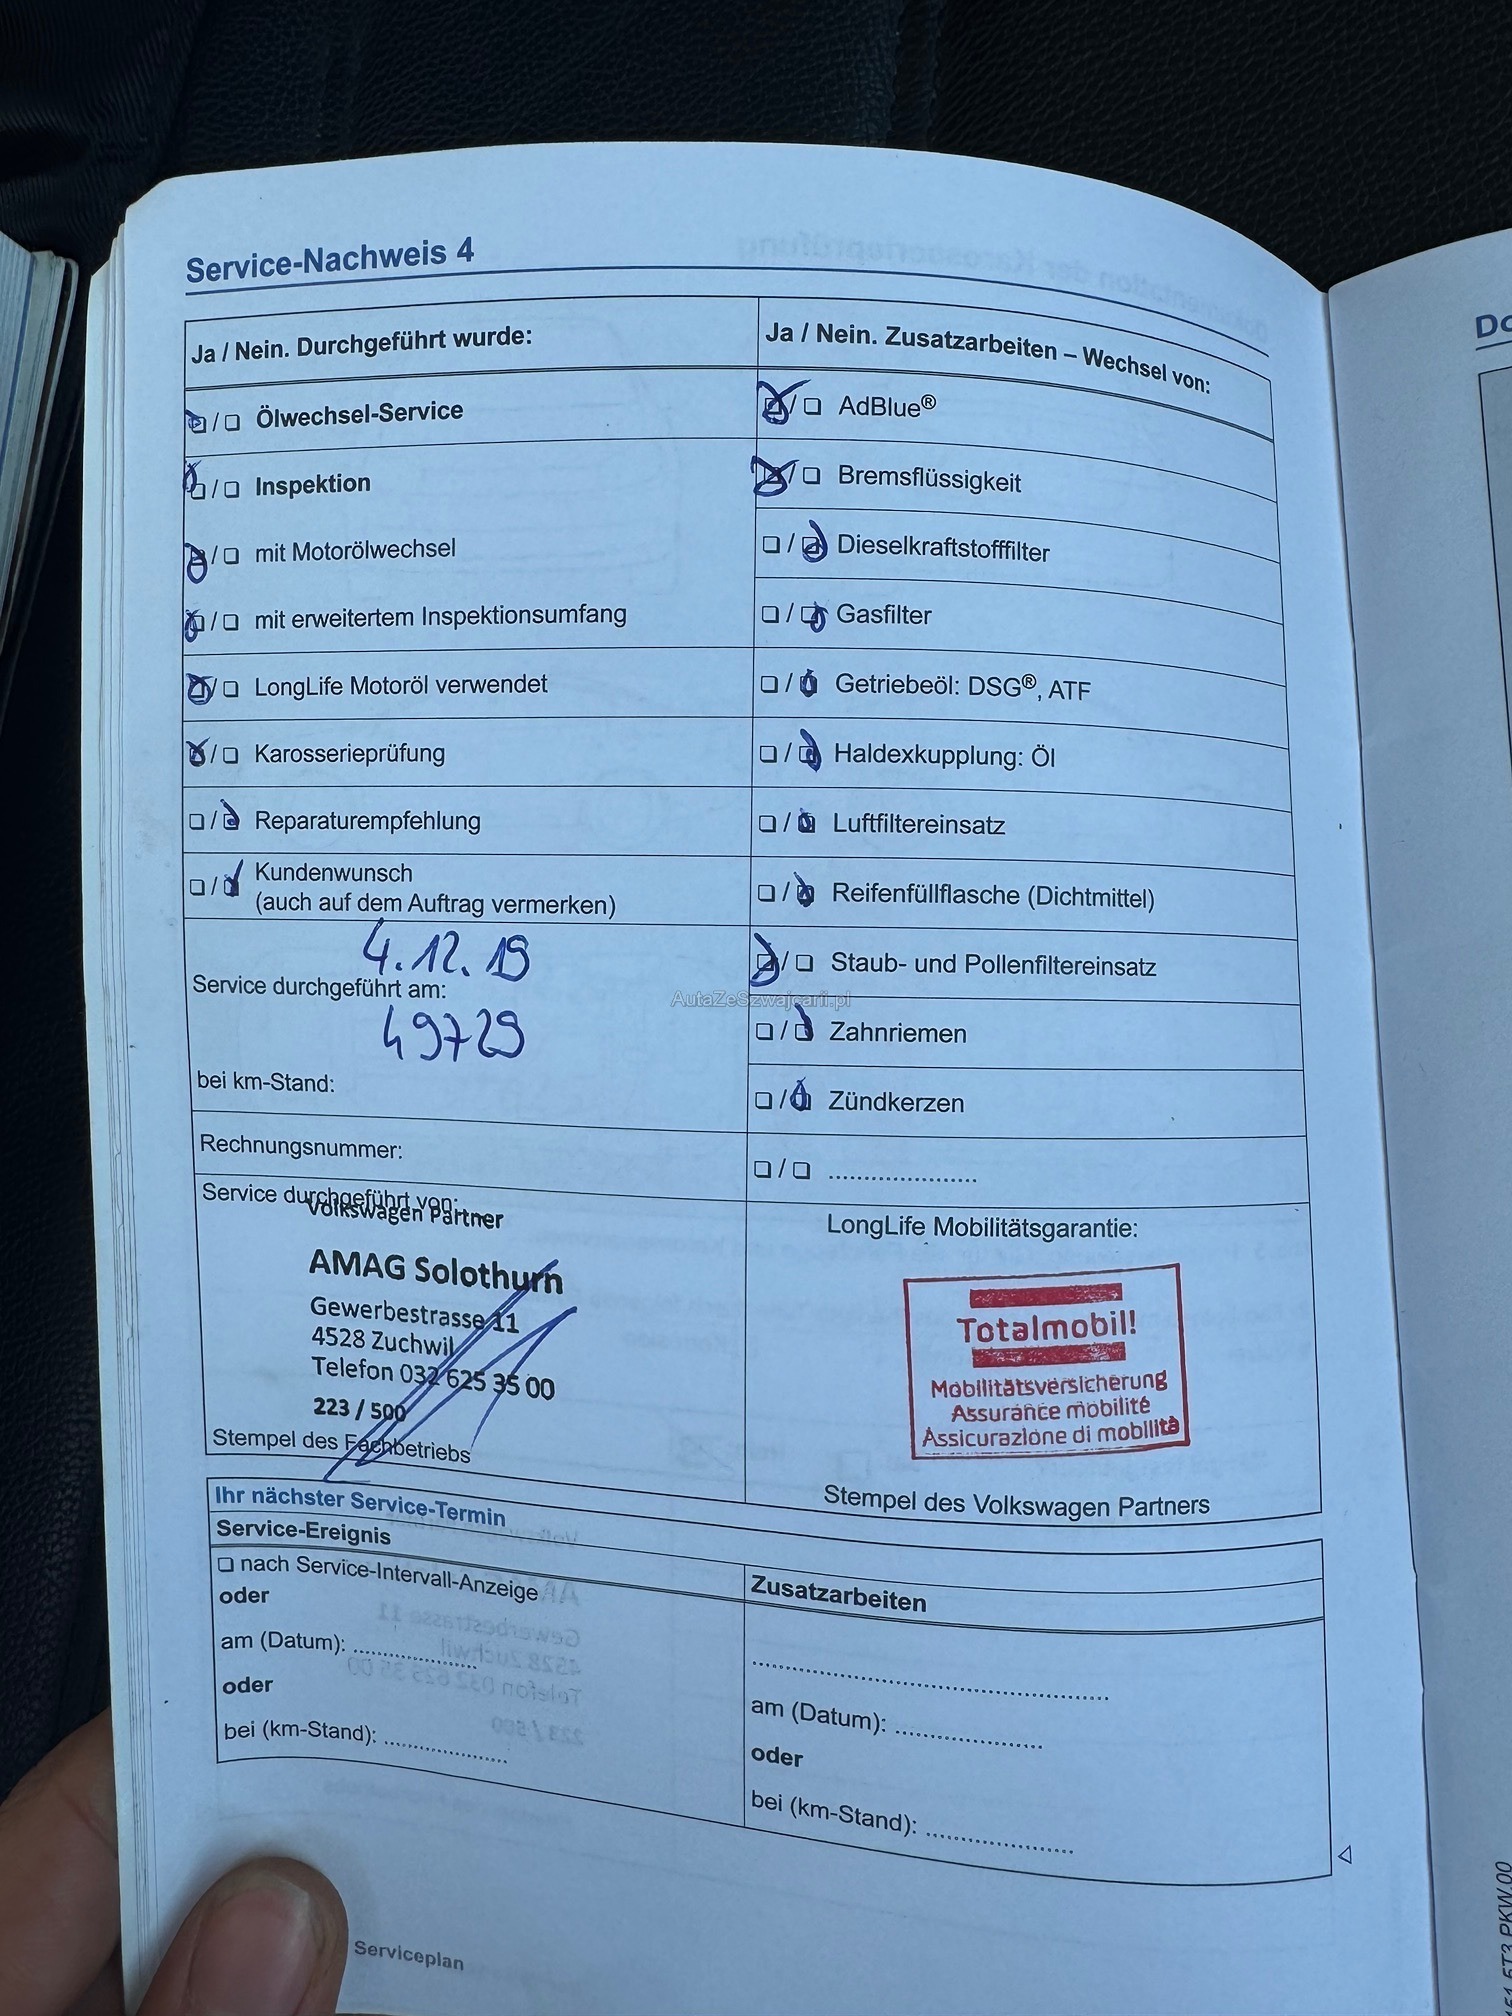 Service-Nachweis 4
Ja / Nein. Durchgeführt wurde:
❏ / ❏ Ölwechsel-Service
❏ / ❏ Inspektion
❏ / ❏ mit Motorölwechsel
❏ / ❏ mit erweitertem Inspektionsumfang
❏ / ❏ LongLife Motoröl verwendet
❏ / ❏ Karosserieprüfung
❏ / ❏ Reparaturempfehlung
❏ / ❏ Kundenwunsch
(auch auf dem Auftrag vermerken)
4.12.19
Service durchgeführt am:
49729
bei km-Stand:
Rechnungsnummer:
Service durchgeführt von:
Volkswagen Partner
AMAG Solothurn
Gewerbestrasse 11
4528 Zuchwil
Telefon 032 625 35 00
223 / 500
Stempel des Fachbetriebs
Ja / Nein. Zusatzarbeiten – Wechsel von:
❏ / ❏ AdBlue®
❏ / ❏ Bremsflüssigkeit
❏ / ❏ Dieselkraftstofffilter
❏ / ❏ Gasfilter
❏ / ❏ Getriebeöl: DSG®, ATF
❏ / ❏ Haldexkupplung: Öl
❏ / ❏ Luftfiltereinsatz
❏ / ❏ Reifenfüllflasche (Dichtmittel)
❏ / ❏ Staub- und Pollenfiltereinsatz
❏ / ❏ Zahnriemen
❏ / ❏ Zündkerzen
❏ / ❏ ......................
LongLife Mobilitätsgarantie:
Totalmobil!
Mobilitätsversicherung
Assurance mobilité
Assicurazione di mobilità
Stempel des Volkswagen Partners
AutaZeSzwajcarii.pl
Ihr nächster Service-Termin
Service-Ereignis
❏ nach Service-Intervall-Anzeige
oder
am (Datum): ..................
oder
bei (km-Stand): ..................
Zusatzarbeiten
......................................................
am (Datum): ......................
oder
bei (km-Stand): ......................
Serviceplan